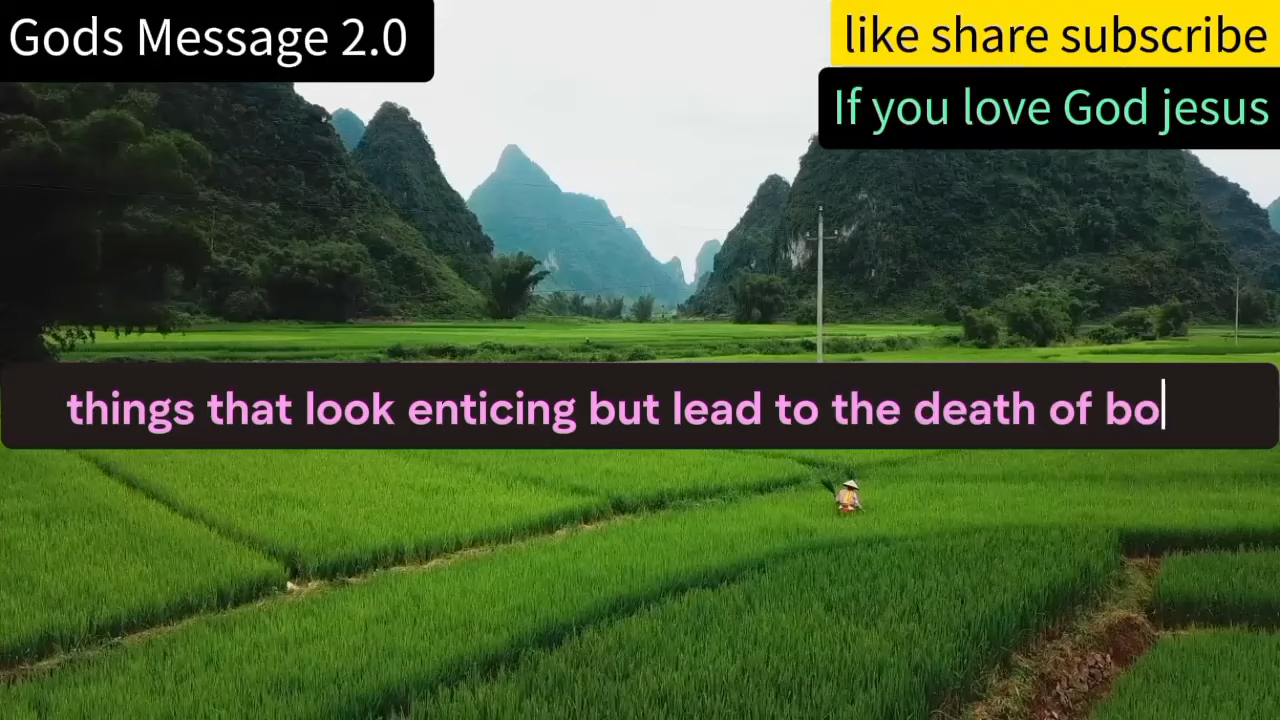 Gods Message 2.0
like share subscribe
If you love God jesus
things that look enticing but lead to the death of bo